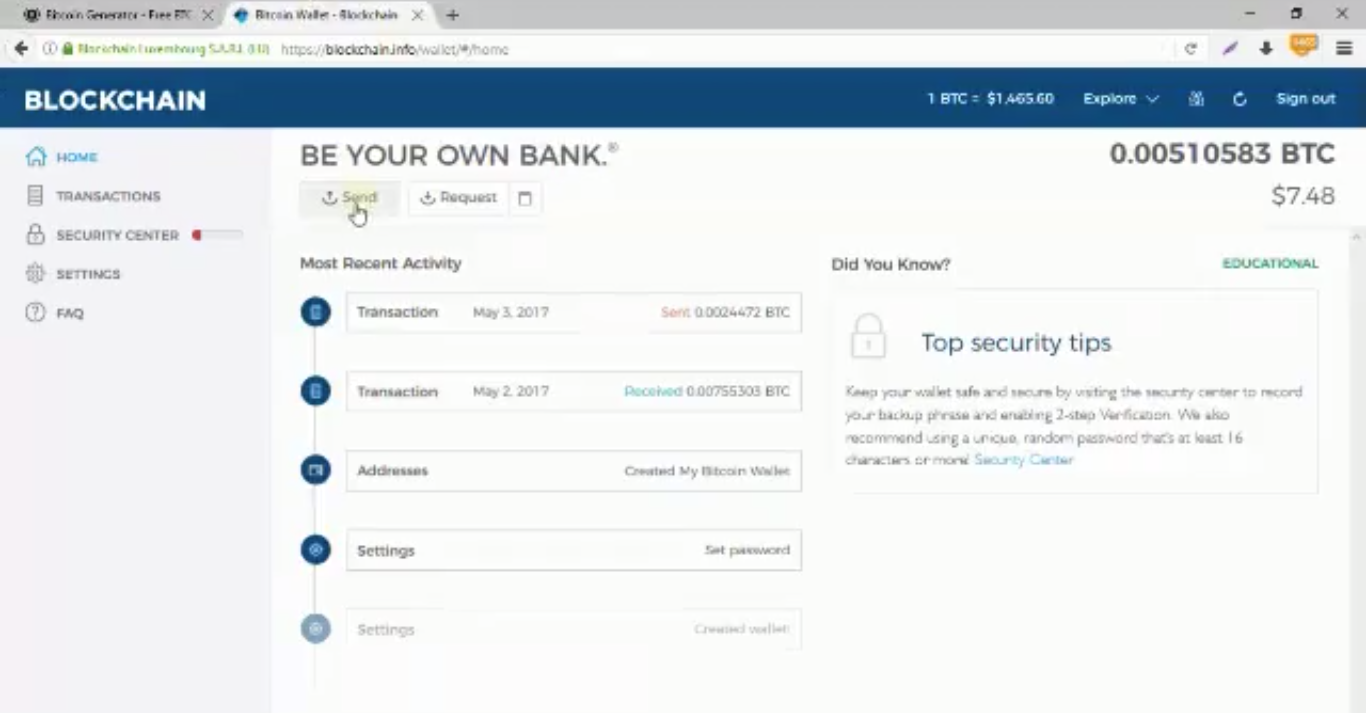 Bitcoin Generator - Free BTC
Bitcoin Wallet - Blockchain
Blockchain Luxembourg S.A.R.L (LU) https://blockchain.info/wallet/#/home
BLOCKCHAIN
1 BTC = $1,465.60 Explore Sign out
HOME
TRANSACTIONS
SECURITY CENTER
SETTINGS
FAQ
BE YOUR OWN BANK.®
0.00510583 BTC
$7.48
Send Request
Most Recent Activity
Transaction May 3, 2017 Sent 0.0024472 BTC
Transaction May 2, 2017 Received 0.00755303 BTC
Addresses Created My Bitcoin Wallet
Settings Set password
Settings Created wallet!
Did You Know? EDUCATIONAL
Top security tips
Keep your wallet safe and secure by visiting the security center to record
your backup phrase and enabling 2-step Verification. We also
recommend using a unique, random password that's at least 16
characters or more! Security Center